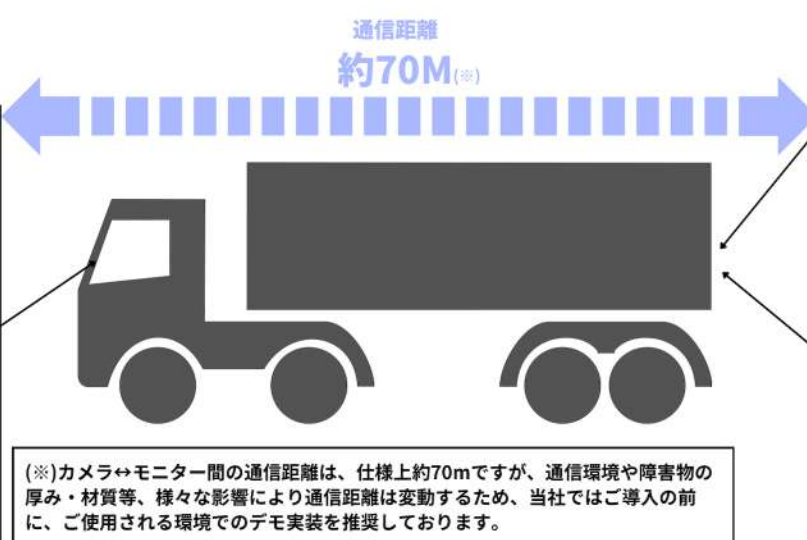 通信距離
約70M(※)
(※)カメラ↔モニター間の通信距離は、仕様上約70mですが、通信環境や障害物の
厚み・材質等、様々な影響により通信距離は変動するため、当社ではご導入の前
に、ご使用される環境でのデモ実装を推奨しております。